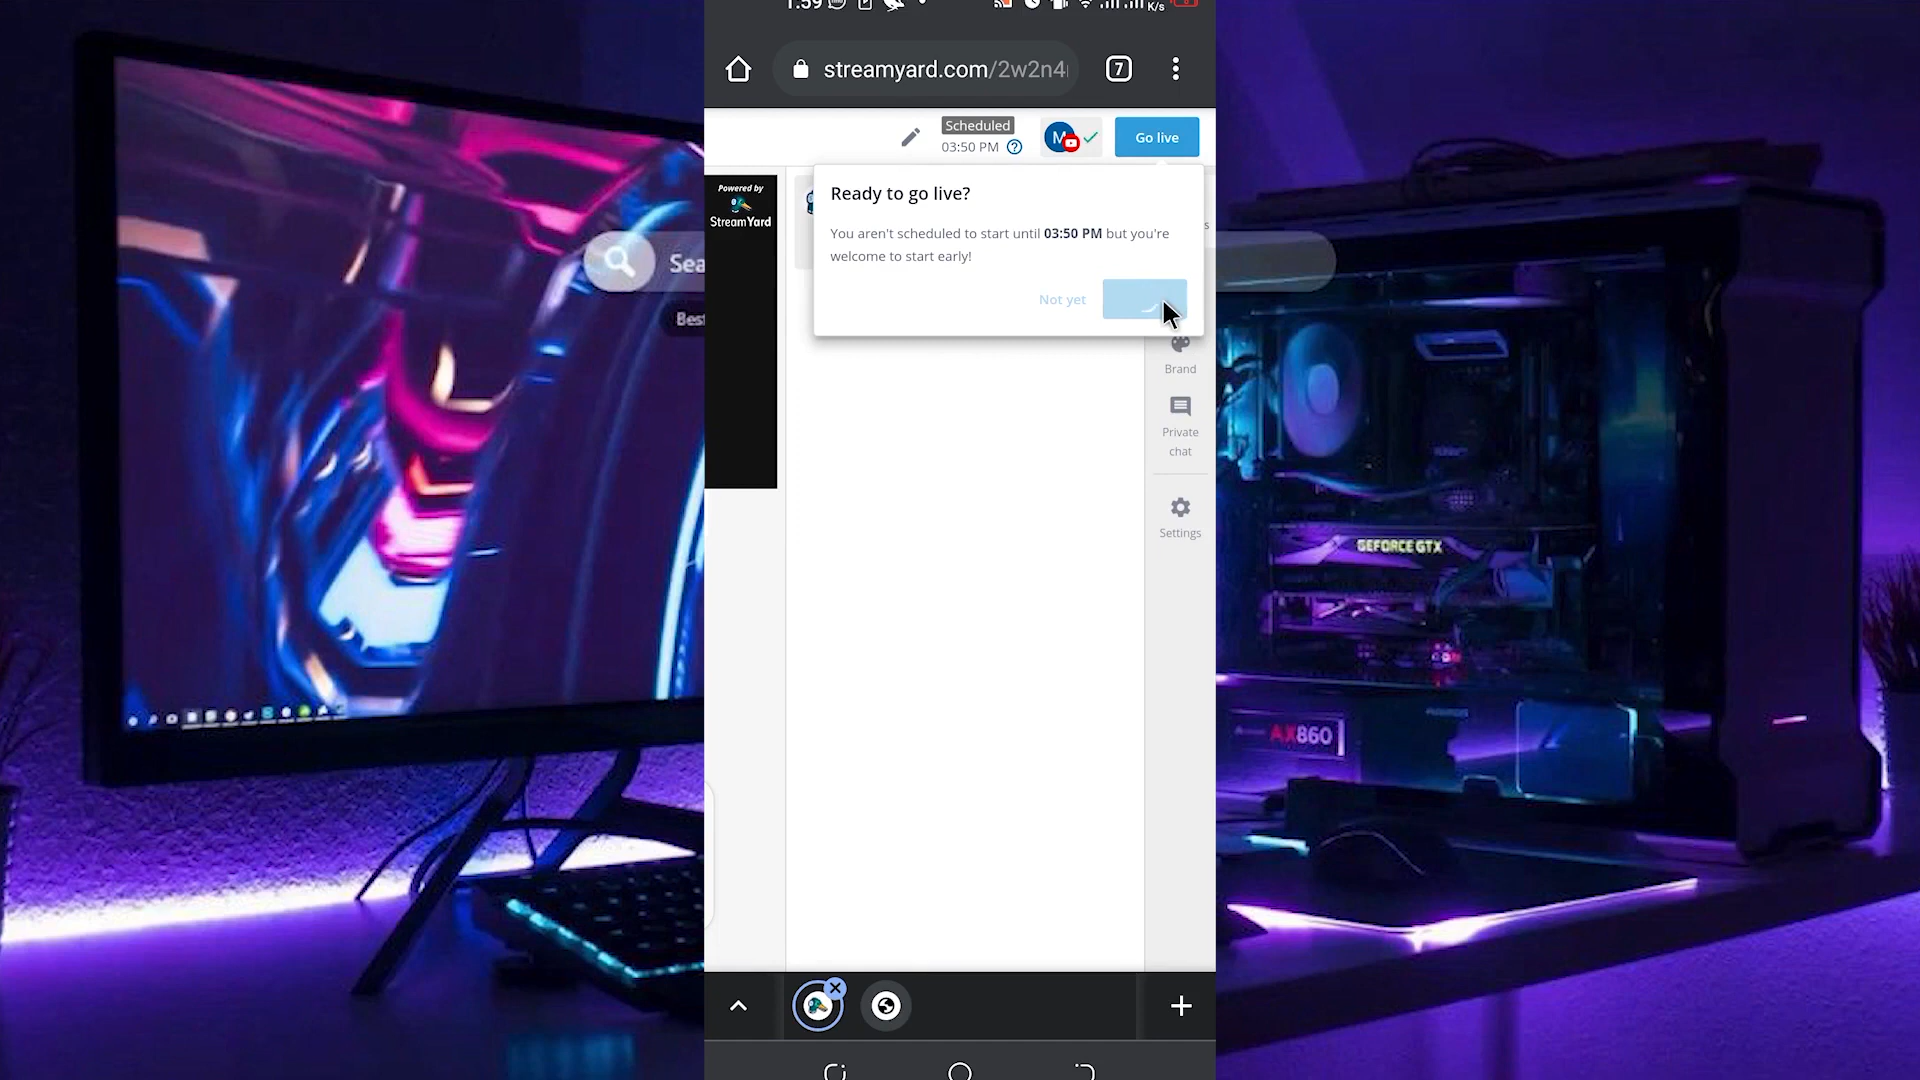 1:59
K/s
streamyard.com/2w2n4
7
Scheduled
03:50 PM
M
Go live
Powered by
StreamYard
Ready to go live?
You aren't scheduled to start until 03:50 PM but you're
welcome to start early!
Not yet
Sea
Best
Brand
Private
chat
Settings
GEFORCE GTX
AX860